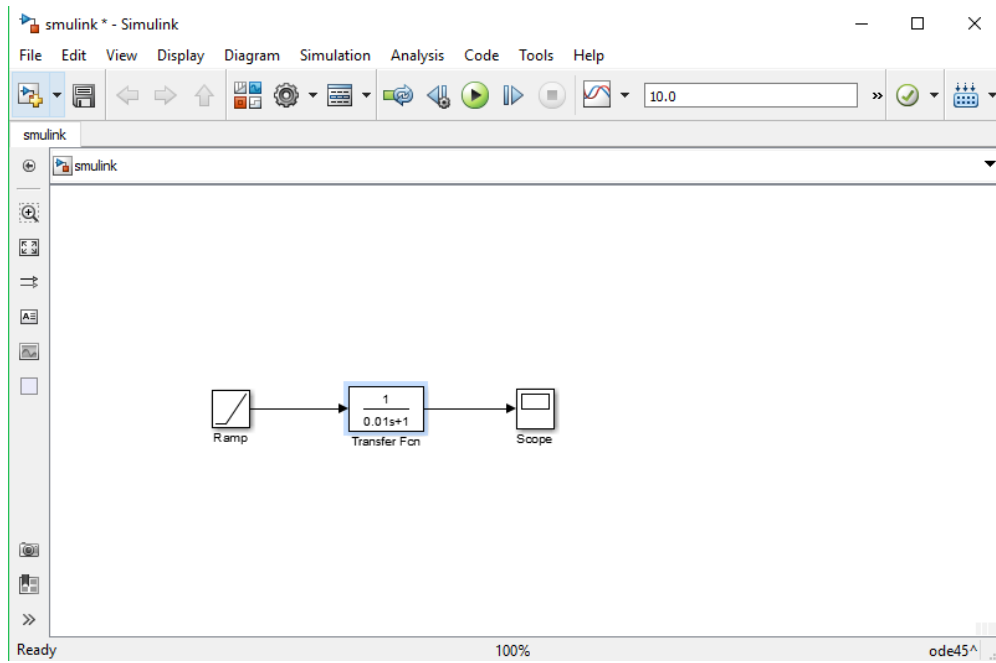 smulink * - Simulink
File Edit View Display Diagram Simulation Analysis Code Tools Help
10.0 »
smulink
smulink
1
0.01s+1
Ramp
Transfer Fcn
Scope
Ready 100% ode45^